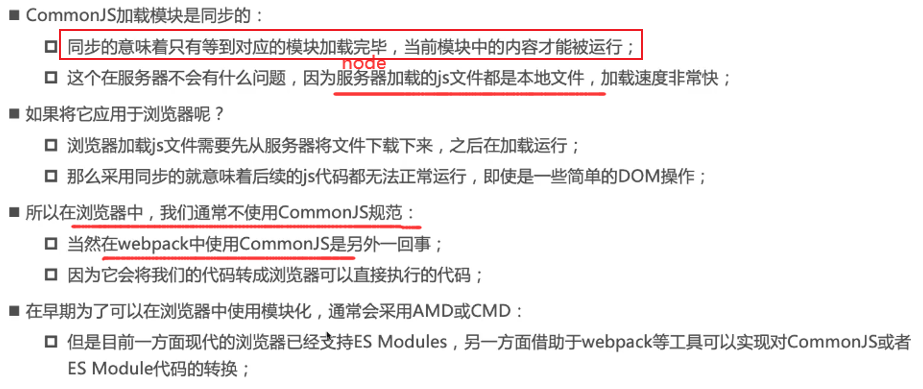 ■ CommonJS加载模块是同步的：
同步的意味着只有等到对应的模块加载完毕，当前模块中的内容才能被运行；
node
这个在服务器不会有什么问题，因为服务器加载的js文件都是本地文件，加载速度非常快；
■ 如果将它应用于浏览器呢？
浏览器加载js文件需要先从服务器将文件下载下来，之后在加载运行；
那么采用同步的就意味着后续的js代码都无法正常运行，即使是一些简单的DOM操作；
■ 所以在浏览器中，我们通常不使用CommonJS规范：
当然在webpack中使用CommonJS是另外一回事；
因为它会将我们的代码转成浏览器可以直接执行的代码；
■ 在早期为了可以在浏览器中使用模块化，通常会采用AMD或CMD：
但是目前一方面现代的浏览器已经支持ES Modules，另一方面借助于webpack等工具可以实现对CommonJS或者
ES Module代码的转换；